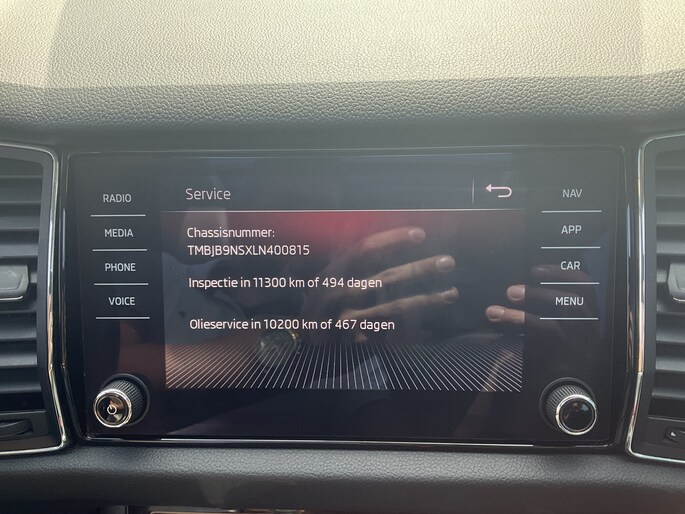 RADIO
MEDIA
PHONE
VOICE
Service
Chassisnummer:
TMBJB9NSXLN400815
Inspectie in 11300 km of 494 dagen
Olieservice in 10200 km of 467 dagen
NAV
APP
CAR
MENU